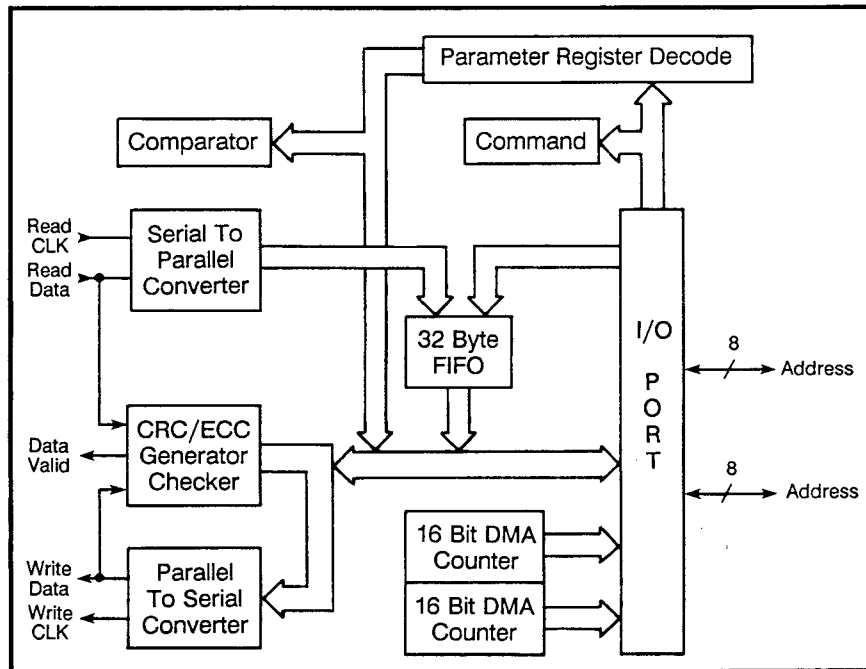 Parameter Register Decode
Comparator
Command
Read
CLK
Read
Data
Serial To
Parallel
Converter
32 Byte
FIFO
I/O
PORT
8
Address
Data
Valid
CRC/ECC
Generator
Checker
8
Address
16 Bit DMA
Counter
16 Bit DMA
Counter
Write
Data
Write
CLK
Parallel
To Serial
Converter